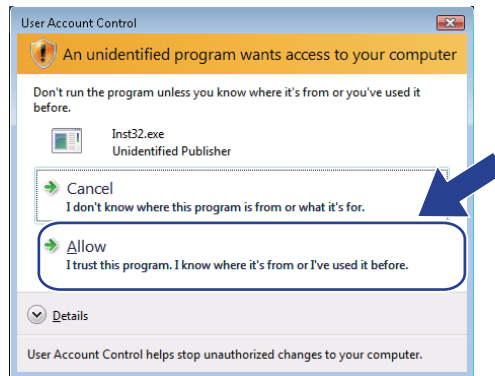 User Account Control
An unidentified program wants access to your computer
Don't run the program unless you know where it's from or you've used it
before.
Inst32.exe
Unidentified Publisher
Cancel
I don't know where this program is from or what it's for.
Allow
I trust this program. I know where it's from or I've used it before.
Details
User Account Control helps stop unauthorized changes to your computer.